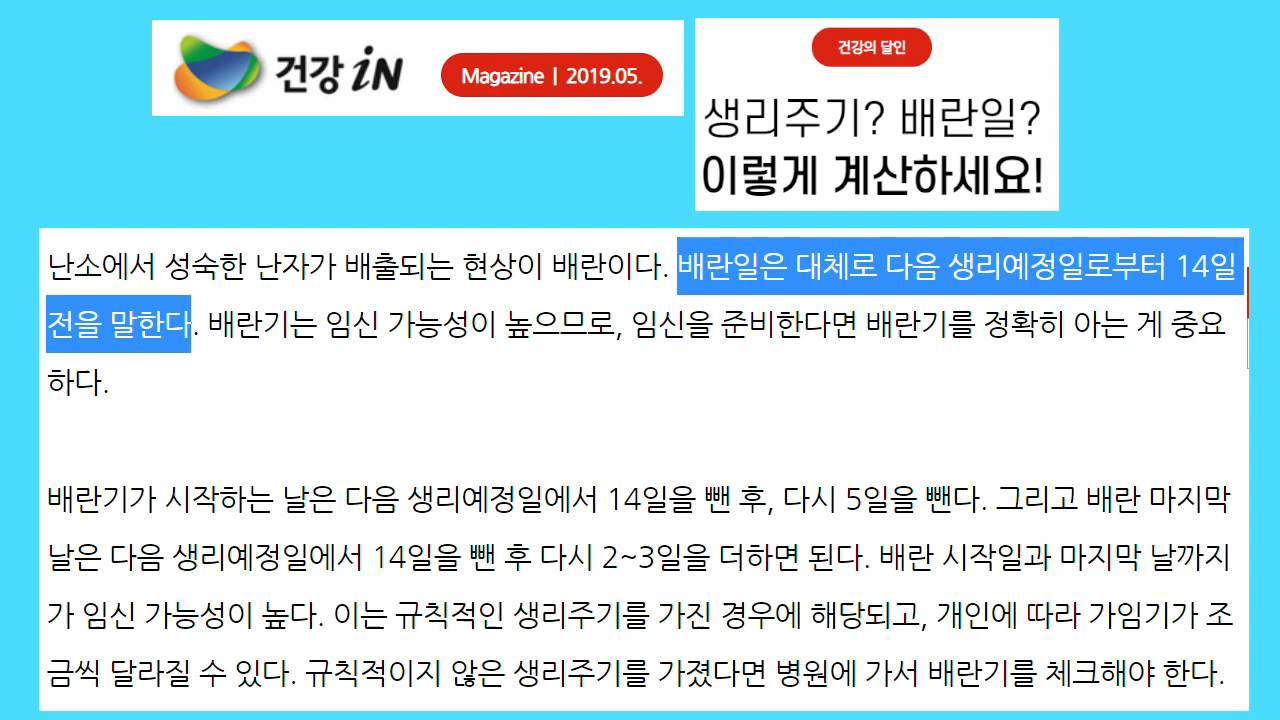 건강 iN
Magazine | 2019.05.
건강의 달인
생리주기? 배란일?
이렇게 계산하세요!
난소에서 성숙한 난자가 배출되는 현상이 배란이다. 배란일은 대체로 다음 생리예정일로부터 14일
전을 말한다. 배란기는 임신 가능성이 높으므로, 임신을 준비한다면 배란기를 정확히 아는 게 중요
하다.
배란기가 시작하는 날은 다음 생리예정일에서 14일을 뺀 후, 다시 5일을 뺀다. 그리고 배란 마지막
날은 다음 생리예정일에서 14일을 뺀 후 다시 2~3일을 더하면 된다. 배란 시작일과 마지막 날까지
가 임신 가능성이 높다. 이는 규칙적인 생리주기를 가진 경우에 해당되고, 개인에 따라 가임기가 조
금씩 달라질 수 있다. 규칙적이지 않은 생리주기를 가졌다면 병원에 가서 배란기를 체크해야 한다.